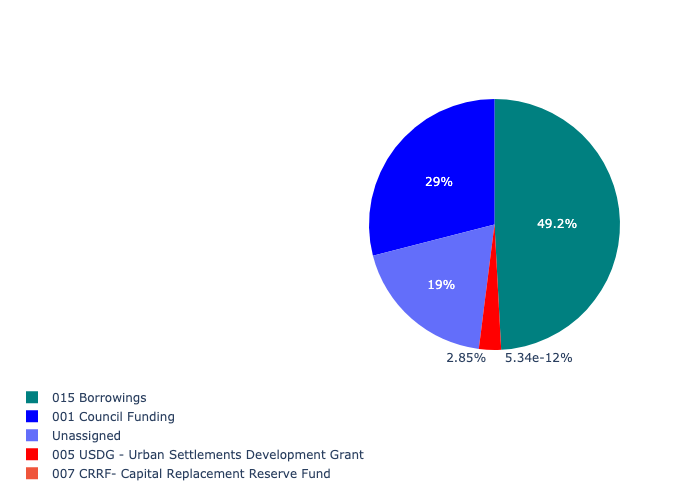 29%
49.2%
19%
2.85%
5.34e-12%
015 Borrowings
001 Council Funding
Unassigned
005 USDG - Urban Settlements Development Grant
007 CRRF- Capital Replacement Reserve Fund